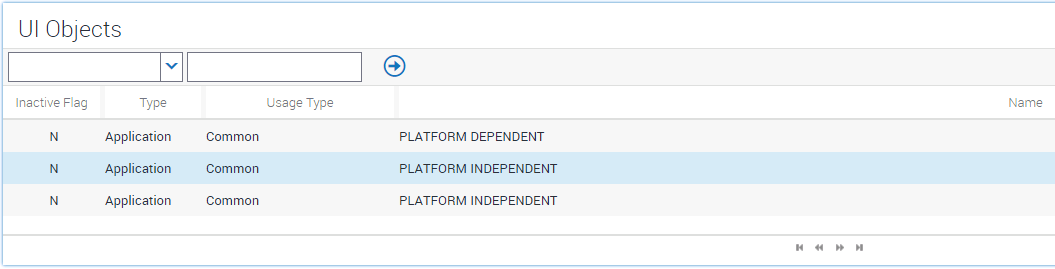 UI Objects
Inactive Flag Type Usage Type Name
N Application Common PLATFORM DEPENDENT
N Application Common PLATFORM INDEPENDENT
N Application Common PLATFORM INDEPENDENT